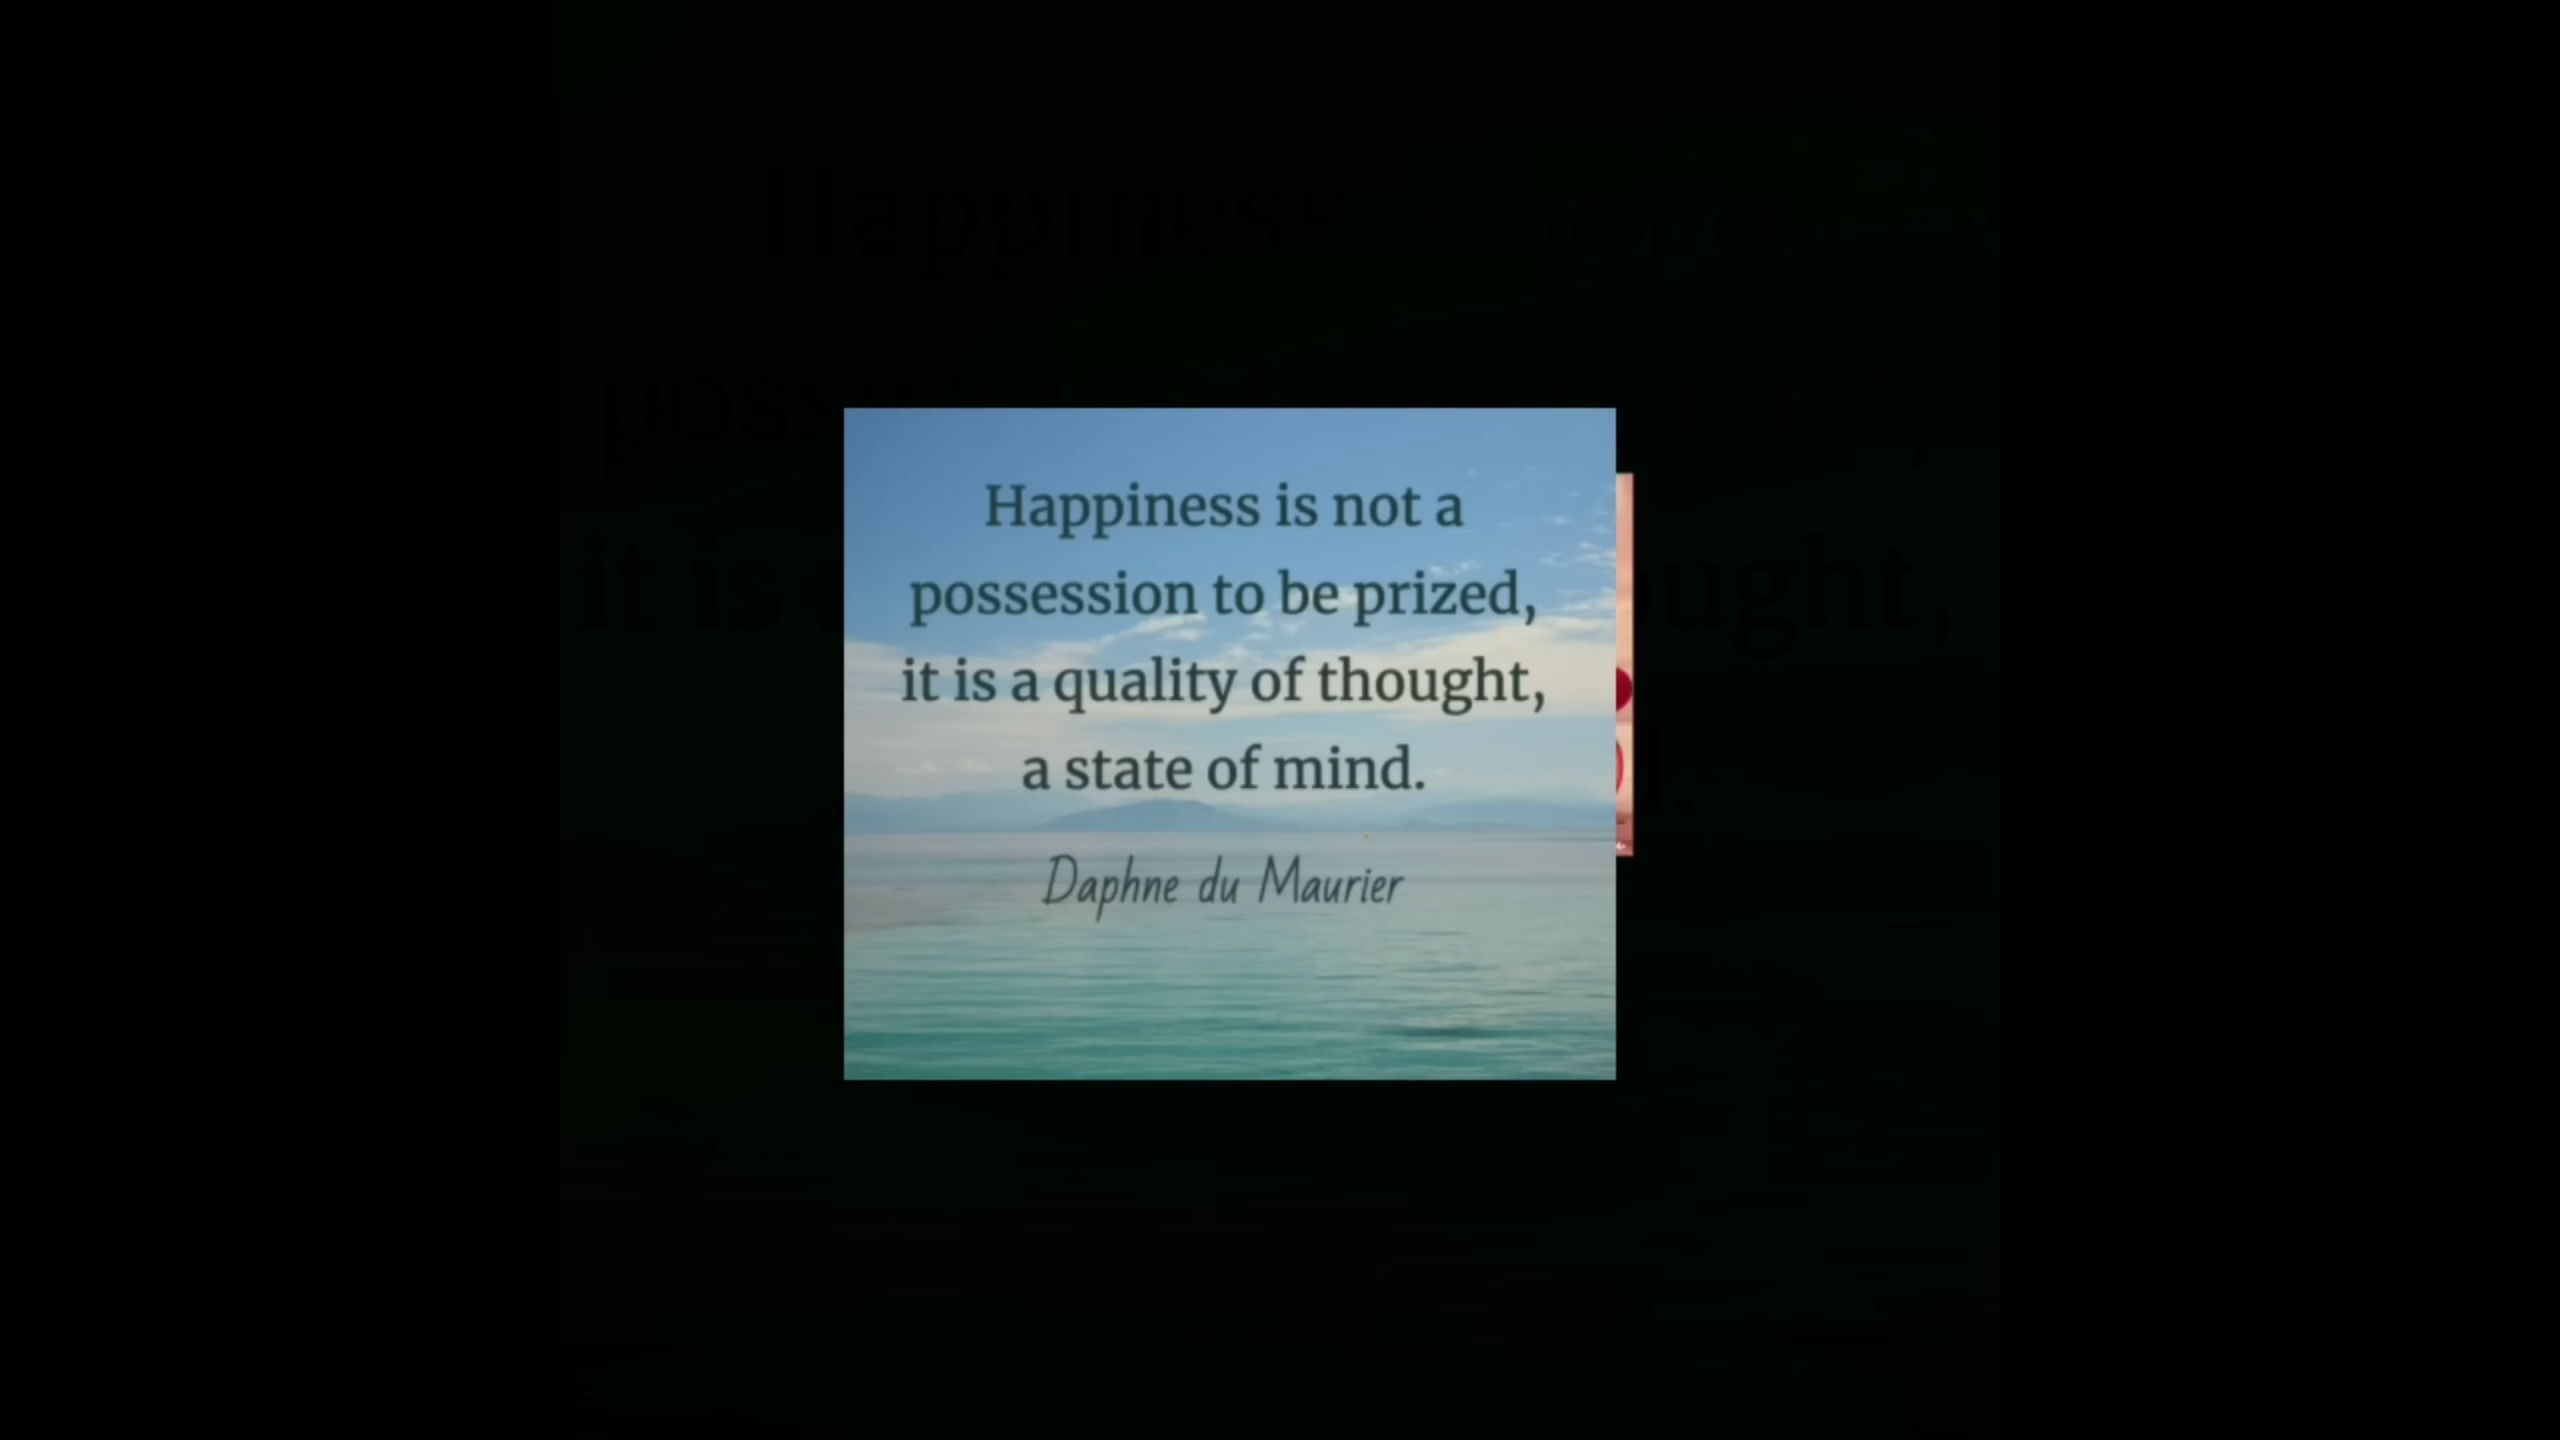 Happiness is not a
possession to be prized,
it is a quality of thought,
a state of mind.
Daphne du Maurier